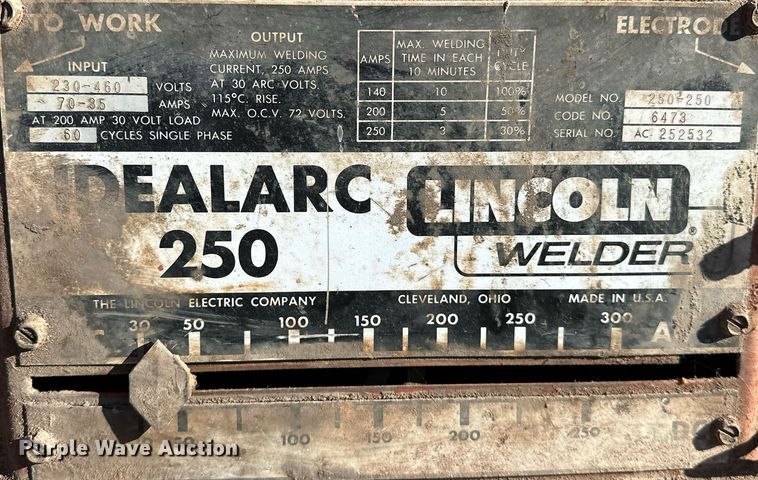 TO WORK
ELECTRODE
INPUT
230-460 VOLTS
70-35 AMPS
AT 200 AMP 30 VOLT LOAD
60 CYCLES SINGLE PHASE
OUTPUT
MAXIMUM WELDING
CURRENT, 250 AMPS
AT 30 ARC VOLTS.
115°C. RISE.
MAX. O.C.V. 72 VOLTS.
AMPS MAX. WELDING TIME IN EACH 10 MINUTES DUTY CYCLE
140 10 100%
200 5 50%
250 3 30%
MODEL NO. 250-250
CODE NO. 6473
SERIAL NO. AC 252532
IDEALARC
250
LINCOLN
WELDER®
THE LINCOLN ELECTRIC COMPANY CLEVELAND, OHIO MADE IN U.S.A.
30 50 100 150 200 250 300 A
50 100 150 200 250 DC
Purple Wave Auction